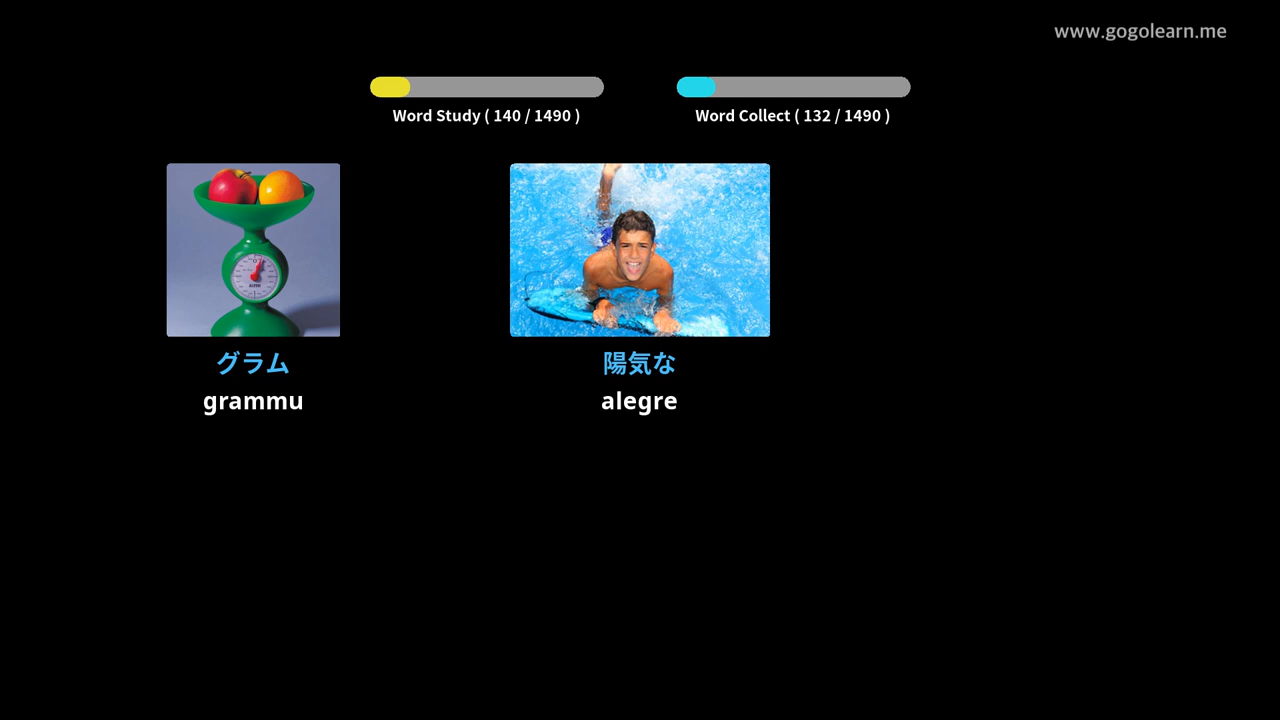 www.gogolearn.me
Word Study ( 140 / 1490 )
Word Collect ( 132 / 1490 )
グラム
grammu
陽気な
alegre